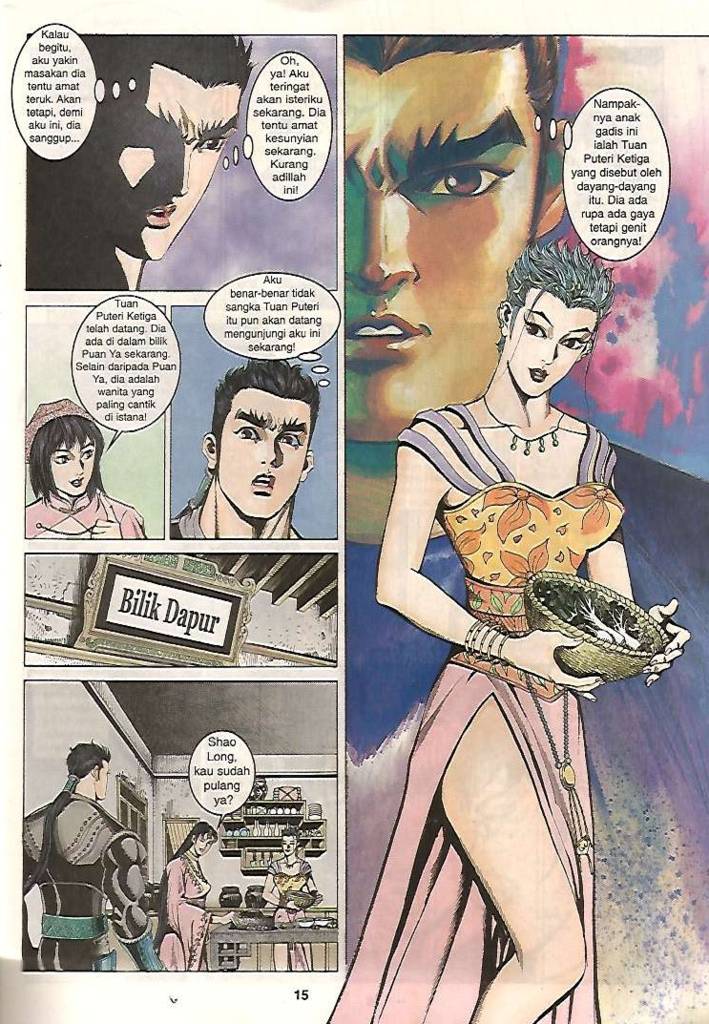 Kalau
begitu,
aku yakin
masakan dia
tentu amat
teruk. Akan
tetapi, demi
aku ini, dia
sanggup...
Oh,
ya! Aku
teringat
akan isteriku
sekarang. Dia
tentu amat
kesunyian
sekarang.
Kurang
adillah
ini!
Tuan
Puteri Ketiga
telah datang. Dia
ada di dalam bilik
Puan Ya sekarang.
Selain daripada Puan
Ya, dia adalah
wanita yang
paling cantik
di istana!
Aku
benar-benar tidak
sangka Tuan Puteri
itu pun akan datang
mengunjungi aku ini
sekarang!
Bilik Dapur
Shao
Long,
kau sudah
pulang
ya?
Nampak-
nya anak
gadis ini
ialah Tuan
Puteri Ketiga
yang disebut oleh
dayang-dayang
itu. Dia ada
rupa ada gaya
tetapi genit
orangnya!
15